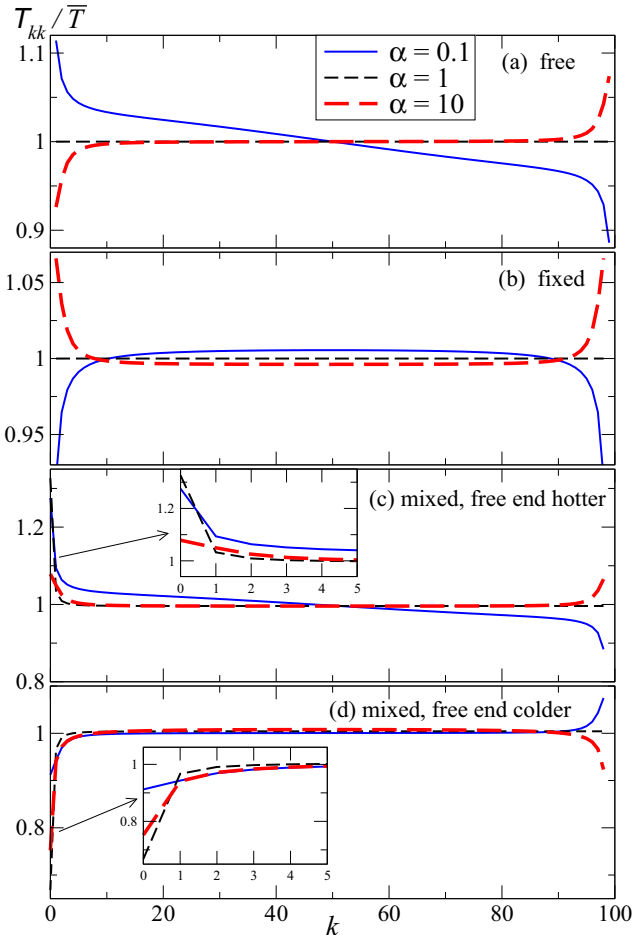 T_kk / T̅
1.1
1
0.9
α = 0.1
α = 1
α = 10
(a) free
1.05
1
0.95
(b) fixed
1.2
1
0.8
(c) mixed, free end hotter
1.2
1
0 1 2 3 4 5
1
0.8
(d) mixed, free end colder
1
0.9
0.8
0 1 2 3 4 5
0 20 40 60 80 100
k